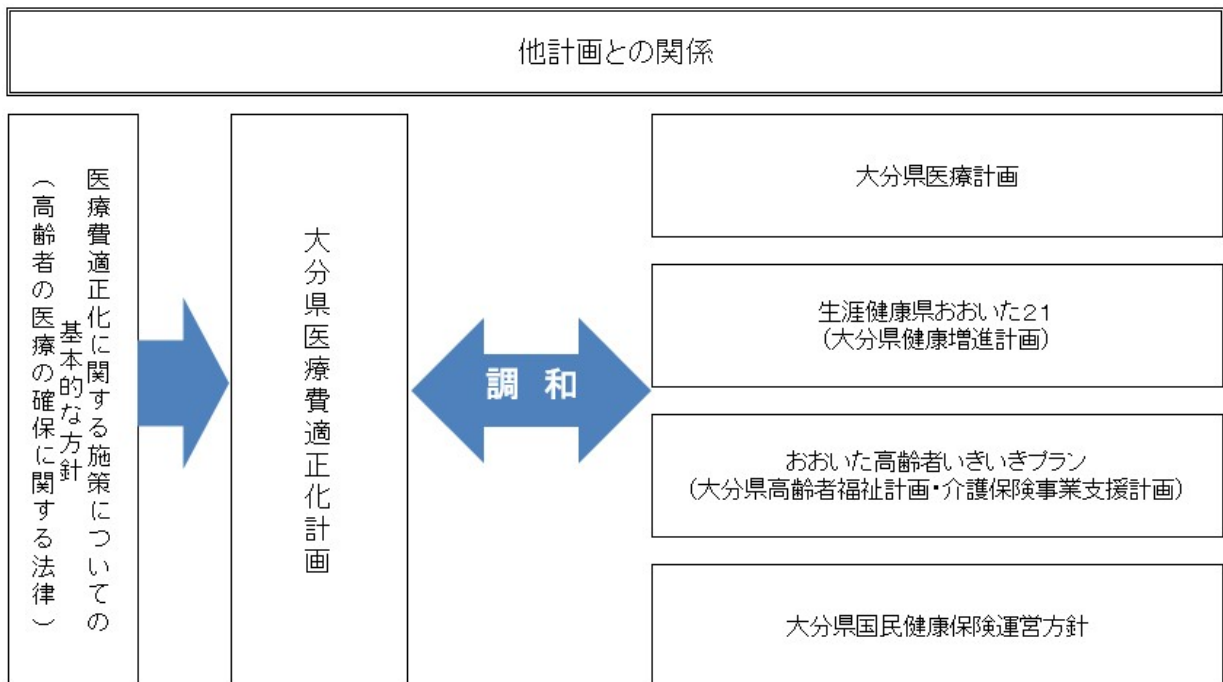 他計画との関係
医療費適正化に関する施策についての
基本的な方針
（高齢者の医療の確保に関する法律）
大分県医療費適正化計画
調 和
大分県医療計画
生涯健康県おおいた２１
（大分県健康増進計画）
おおいた高齢者いきいきプラン
（大分県高齢者福祉計画・介護保険事業支援計画）
大分県国民健康保険運営方針